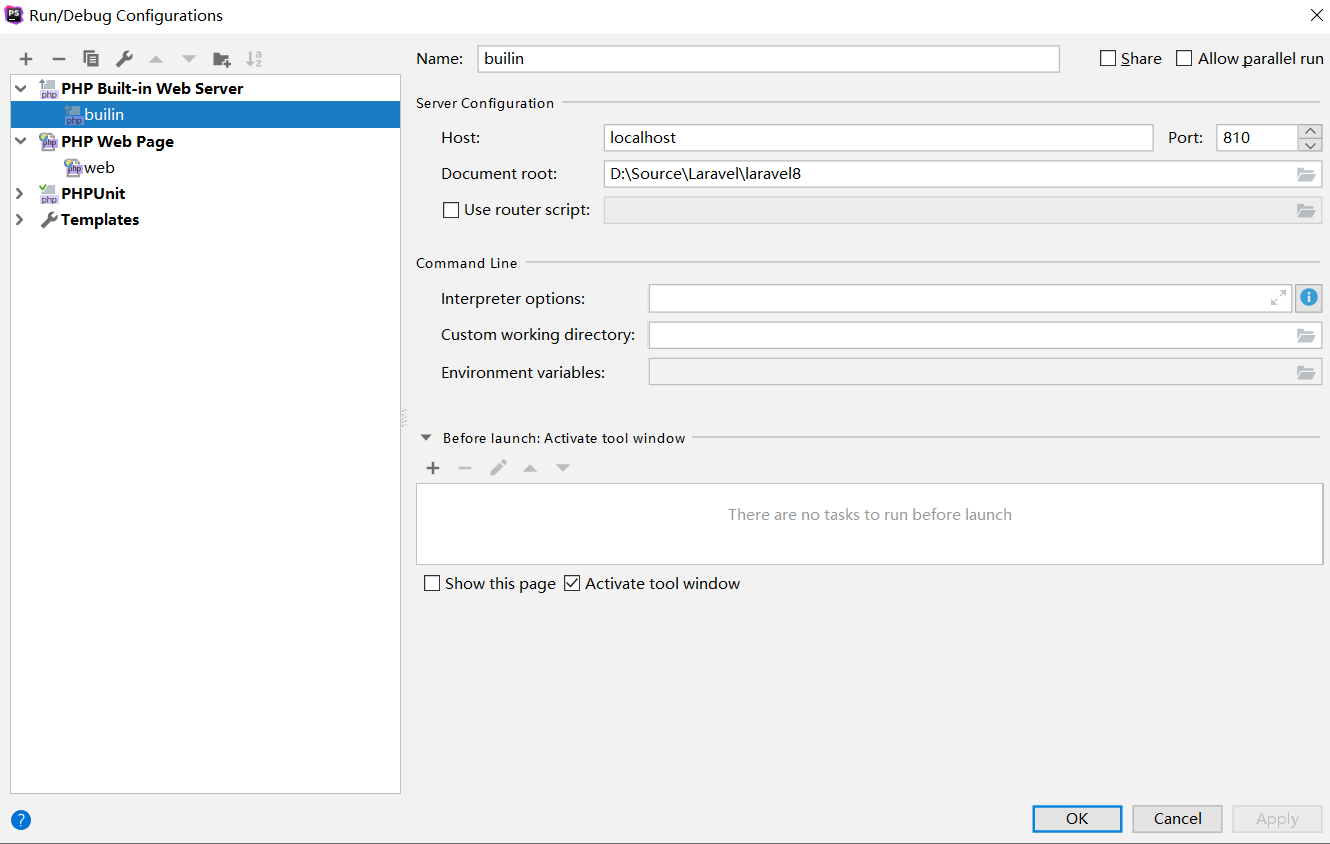 Run/Debug Configurations
Name: builin Share Allow parallel run
PHP Built-in Web Server
builin
PHP Web Page
web
PHPUnit
Templates
Server Configuration
Host: localhost Port: 810
Document root: D:\Source\Laravel\laravel8
Use router script:
Command Line
Interpreter options:
Custom working directory:
Environment variables:
Before launch: Activate tool window
There are no tasks to run before launch
Show this page Activate tool window
OK Cancel Apply